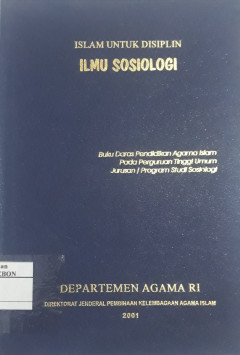 ISLAM UNTUK DISIPLIN
ILMU SOSIOLOGI
Buku Daras Pendidikan Agama Islam
Pada Perguruan Tinggi Umum
Jurusan / Program Studi Sosiologi
DEPARTEMEN AGAMA RI
DIREKTORAT JENDERAL PEMBINAAN KELEMBAGAAN AGAMA ISLAM
2001